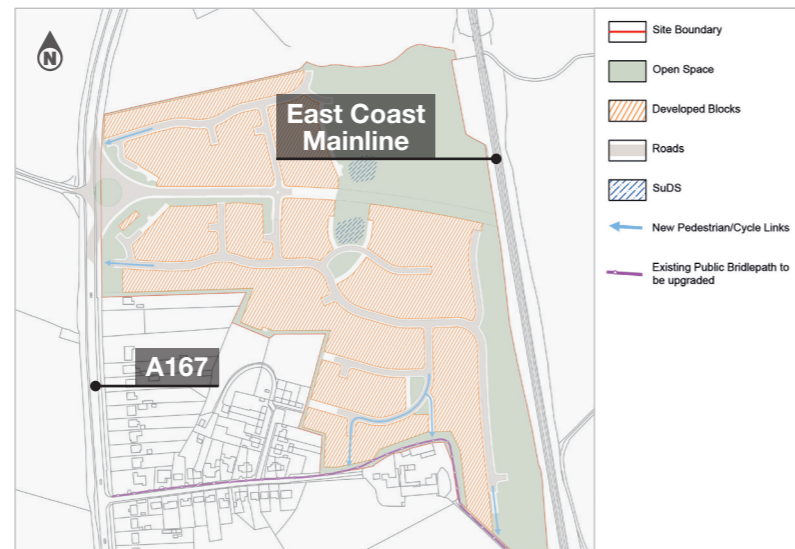 N
East Coast
Mainline
A167
Site Boundary
Open Space
Developed Blocks
Roads
SuDS
New Pedestrian/Cycle Links
Existing Public Bridlepath to
be upgraded